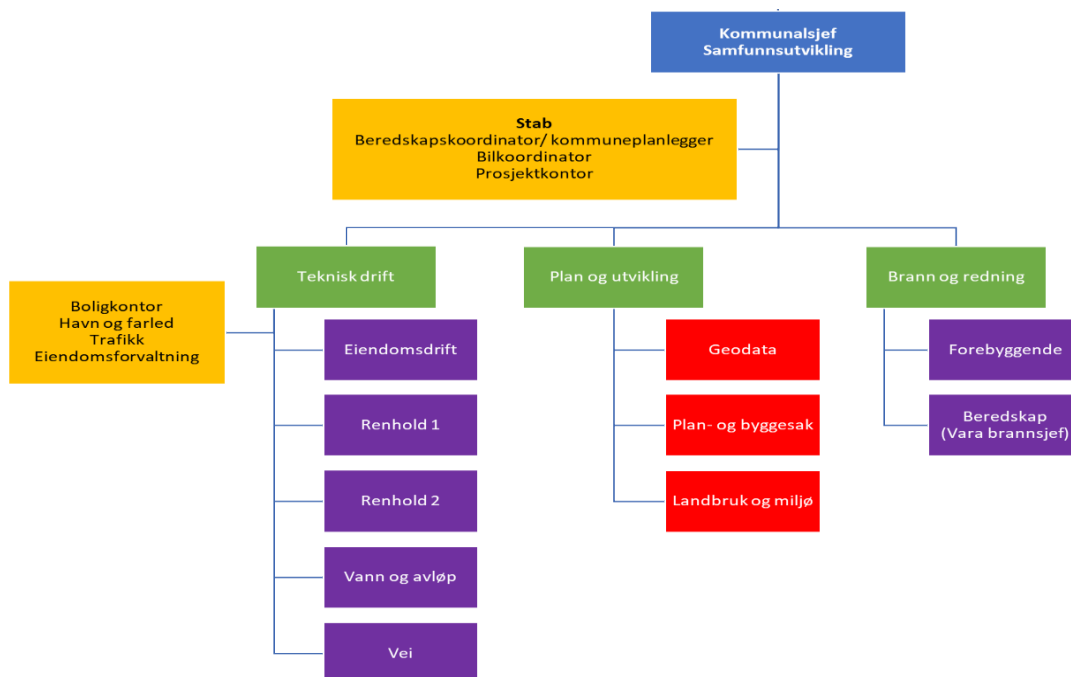 Kommunalsjef
Samfunnsutvikling
Stab
Beredskapskoordinator/ kommuneplanlegger
Bilkoordinator
Prosjektkontor
Teknisk drift
Plan og utvikling
Brann og redning
Boligkontor
Havn og farled
Trafikk
Eiendomsforvaltning
Eiendomsdrift
Renhold 1
Renhold 2
Vann og avløp
Vei
Geodata
Plan- og byggesak
Landbruk og miljø
Forebyggende
Beredskap
(Vara brannsjef)